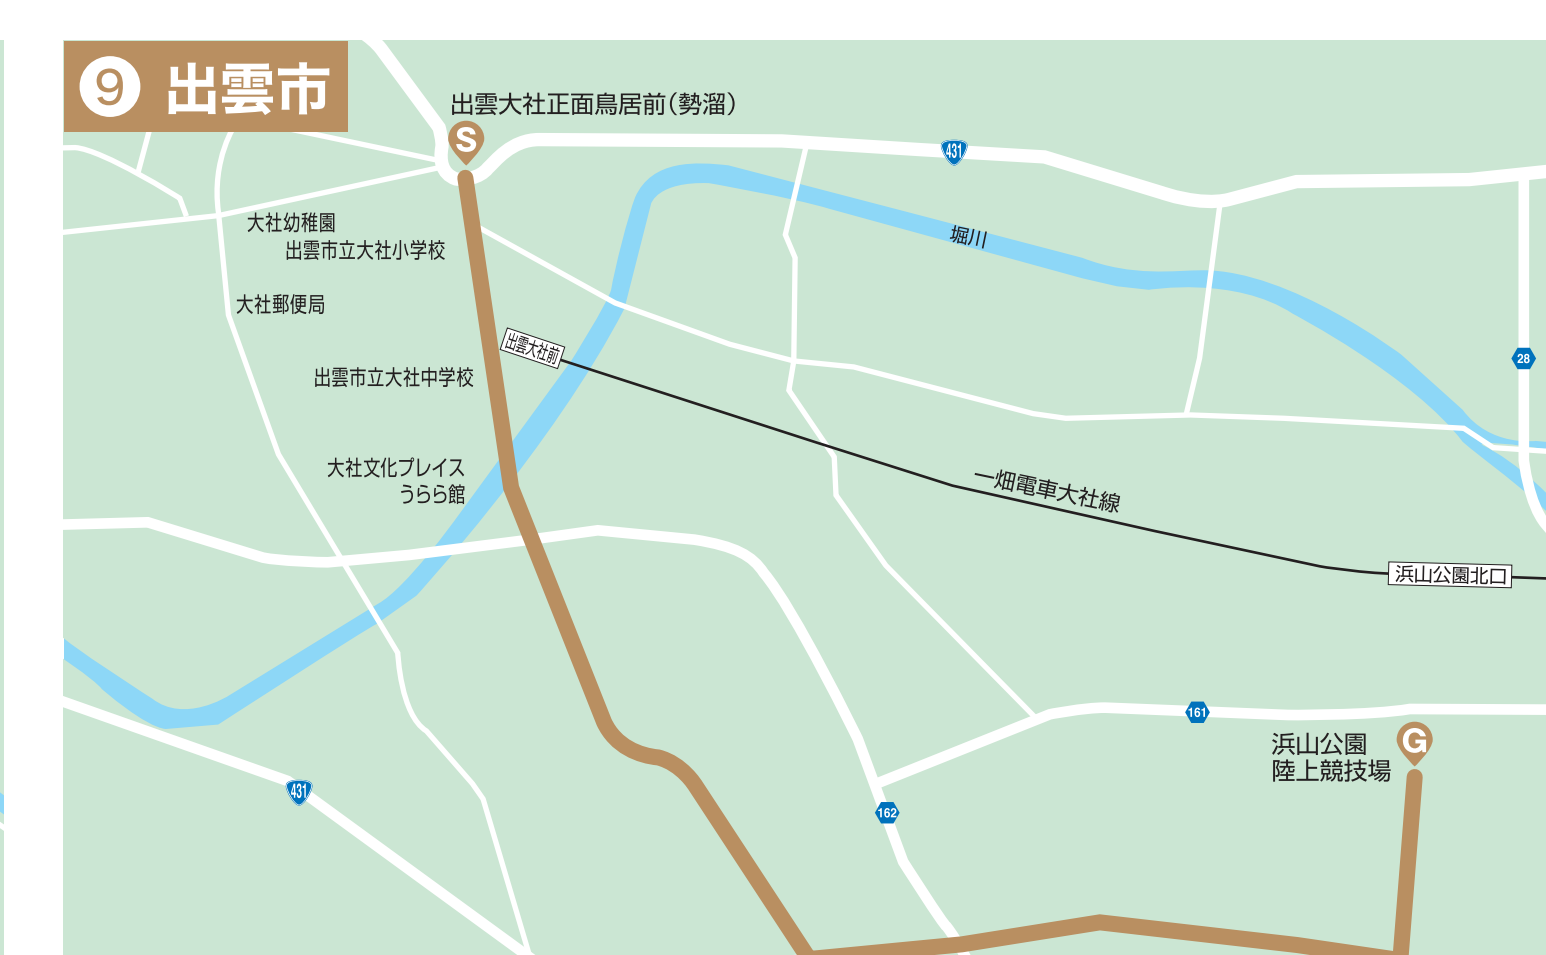 9 出雲市
出雲大社正面鳥居前(勢溜)
S
431
大社幼稚園
出雲市立大社小学校
堀川
大社郵便局
出雲大社前
28
出雲市立大社中学校
大社文化プレイス
うらら館
一畑電車大社線
浜山公園北口
161
浜山公園
陸上競技場
G
431
162